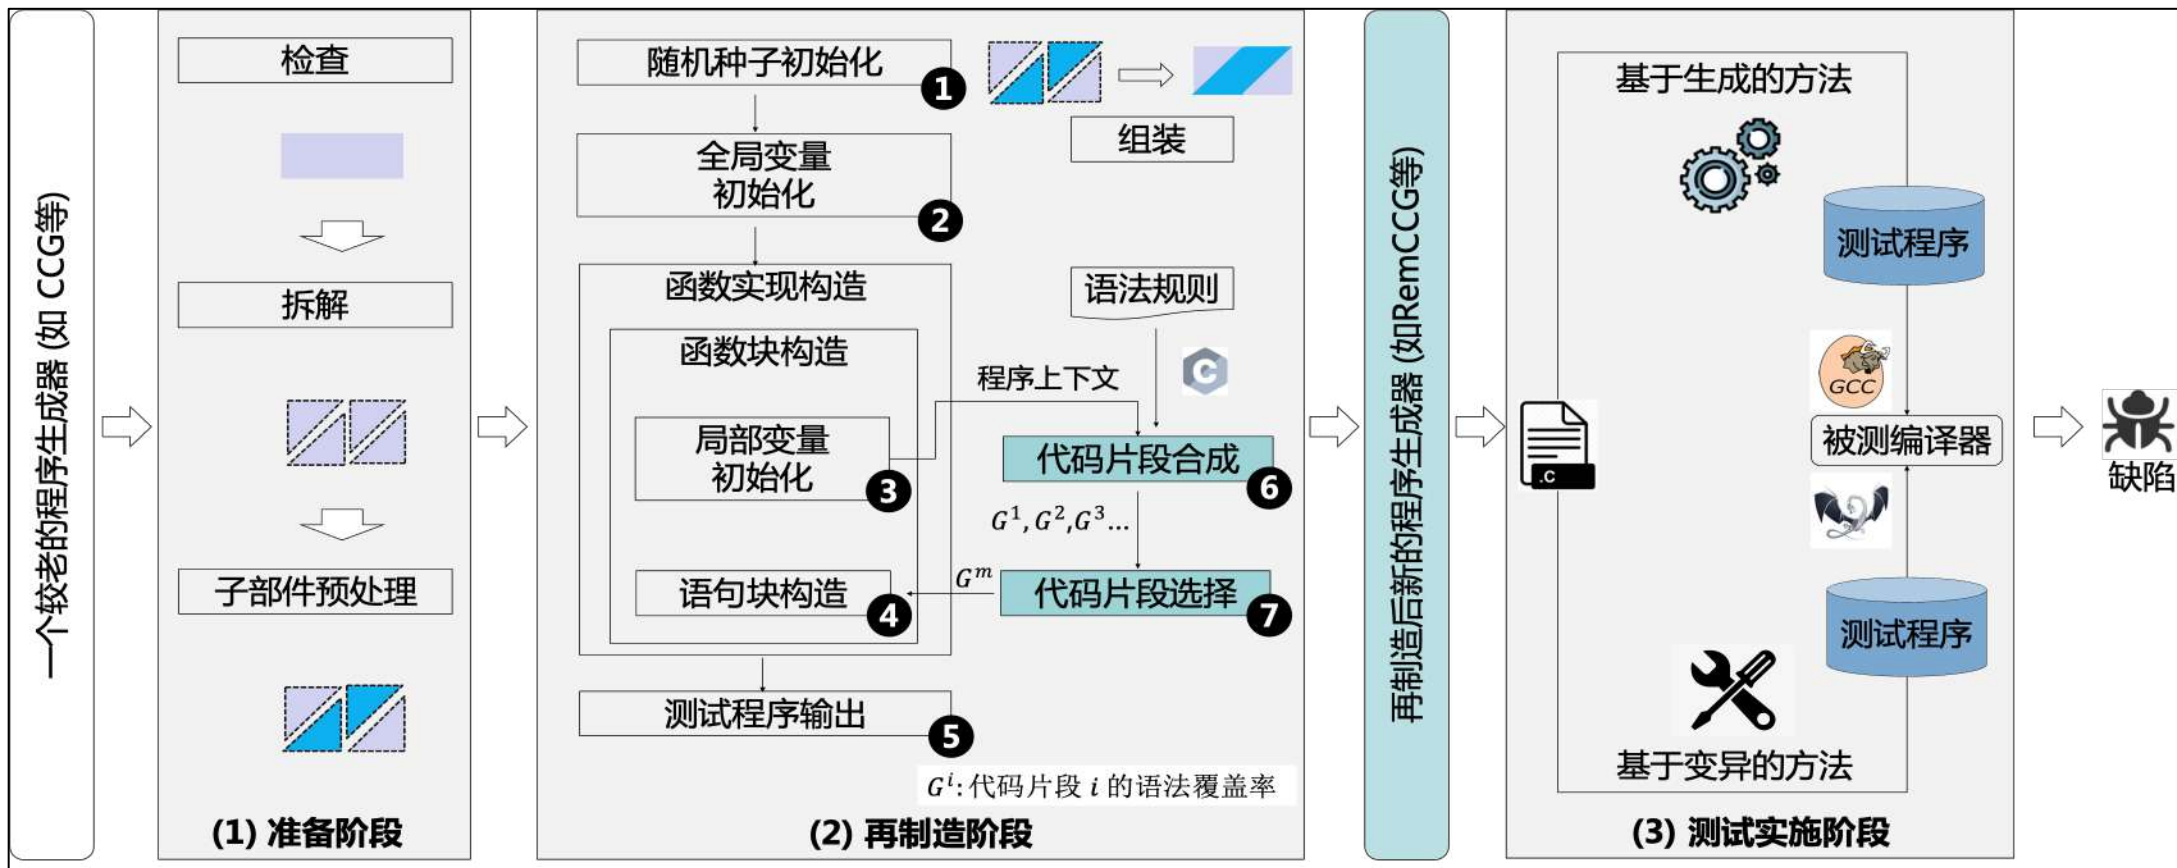 一个较老的程序生成器 (如 CCG等)
检查
拆解
子部件预处理
(1) 准备阶段
随机种子初始化
1
组装
全局变量
初始化
2
函数实现构造
语法规则
函数块构造
C
程序上下文
局部变量
初始化
3
代码片段合成
6
G¹, G²,G³...
语句块构造
4
Gᵐ
代码片段选择
7
测试程序输出
5
Gⁱ: 代码片段 i 的语法覆盖率
(2) 再制造阶段
再制造后新的程序生成器 (如RemCCG等)
基于生成的方法
测试程序
GCC
.C
被测编译器
测试程序
基于变异的方法
(3) 测试实施阶段
缺陷